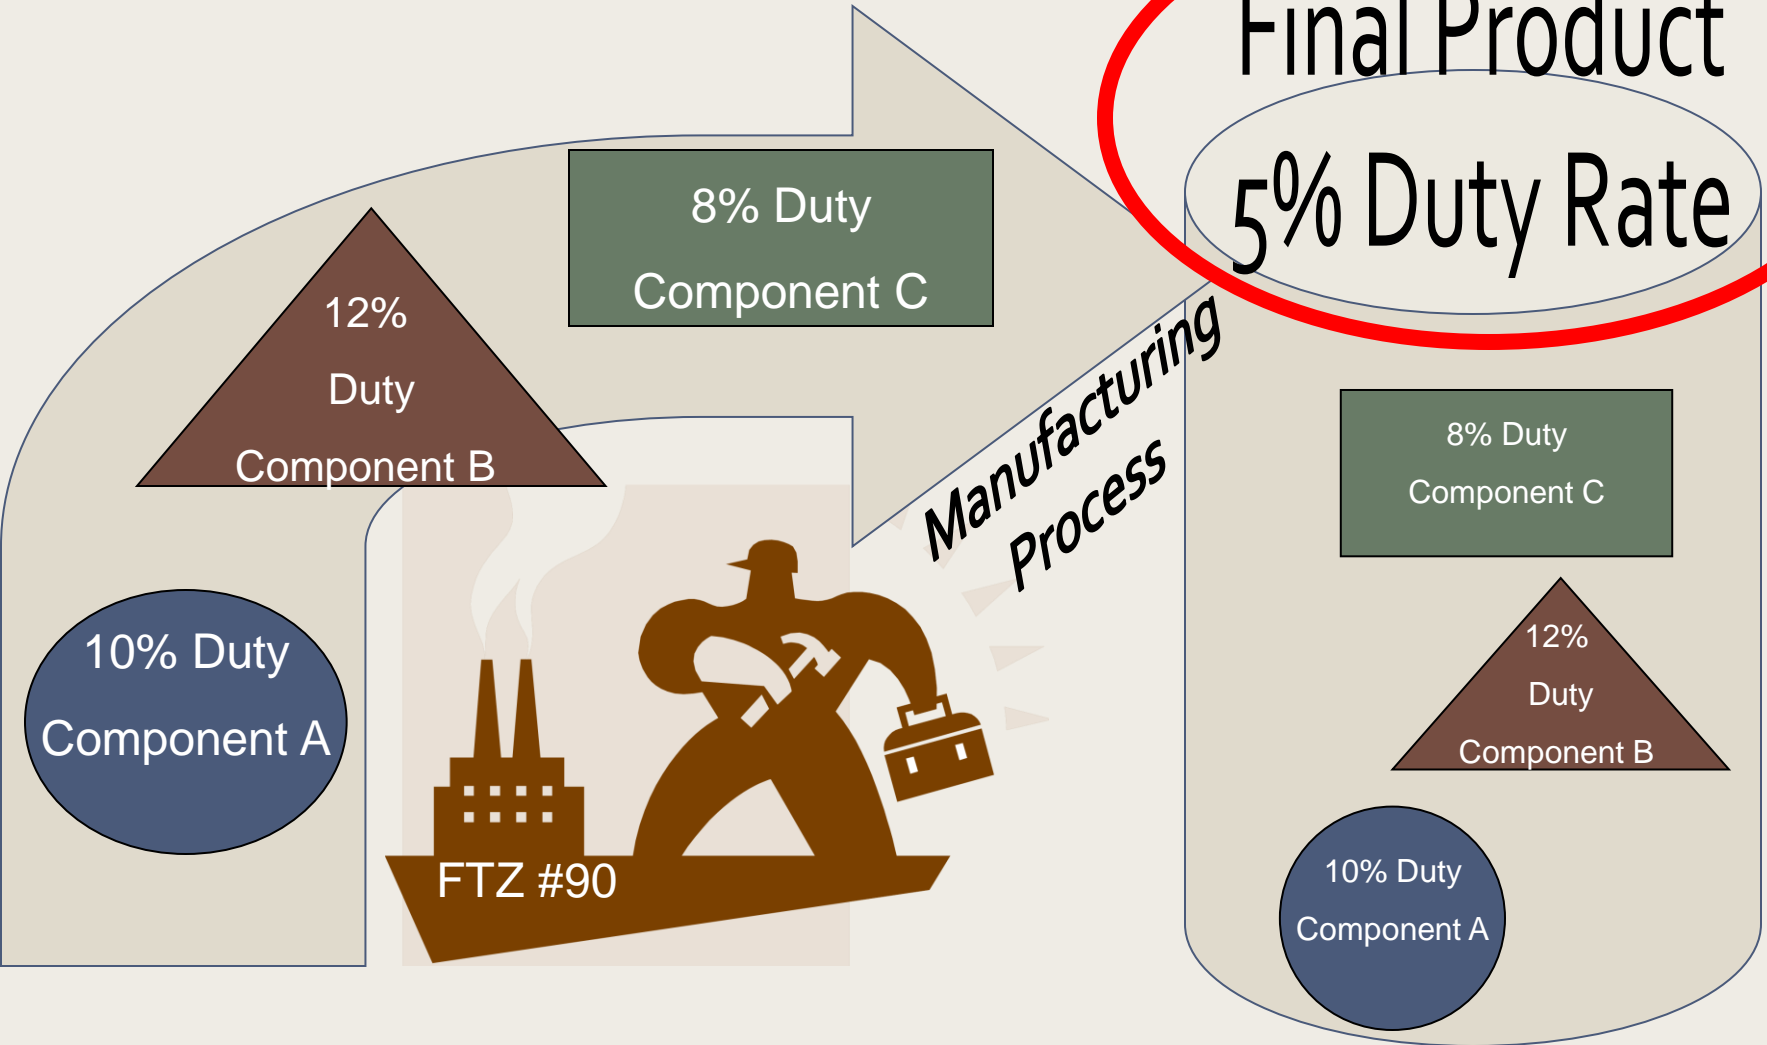 Final Product
5% Duty Rate
8% Duty
Component C
12%
Duty
Component B
10% Duty
Component A
FTZ #90
Manufacturing
Process
8% Duty
Component C
12%
Duty
Component B
10% Duty
Component A